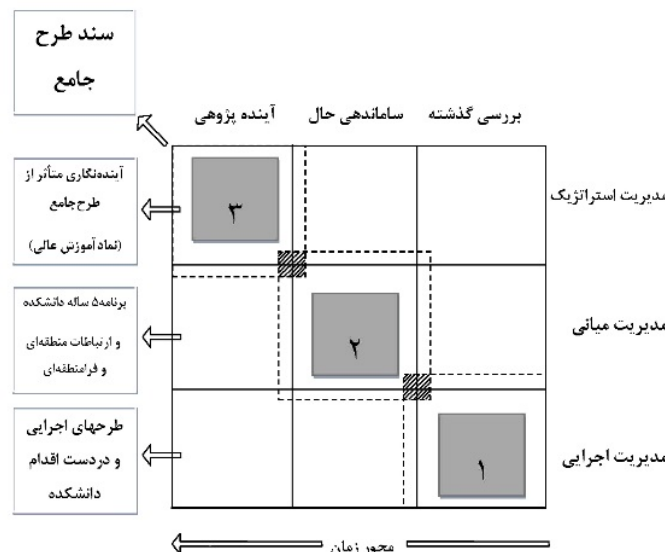 سند طرح
جامع
بررسی گذشته
ساماندهی حال
آینده پژوهی
مدیریت استراتژیک
۳
آینده‌نگاری متأثر از
طرح‌جامع
(نماد آموزش عالی)
مدیریت میانی
۲
برنامه ۵ ساله دانشکده
و ارتباطات منطقه‌ای
و فرامنطقه‌ای
مدیریت اجرایی
۱
طرحهای اجرایی
و دردست اقدام
دانشکده
محور زمان